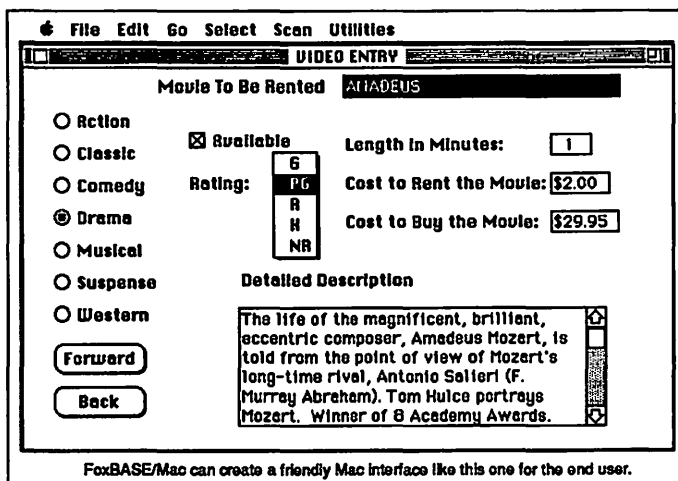 File Edit Go Select Scan Utilities
VIDEO ENTRY
Movie To Be Rented AMADEUS
Action
Classic
Comedy
Drama
Musical
Suspense
Western
Forward
Back
Available
Rating:
G
PG
R
X
NR
Length in Minutes: 1
Cost to Rent the Movie: $2.00
Cost to Buy the Movie: $29.95
Detailed Description
The life of the magnificent, brilliant,
eccentric composer, Amadeus Mozart, is
told from the point of view of Mozart's
long-time rival, Antonio Salieri (F.
Murray Abraham). Tom Hulce portrays
Mozart. Winner of 8 Academy Awards.
FoxBASE/Mac can create a friendly Mac interface like this one for the end user.